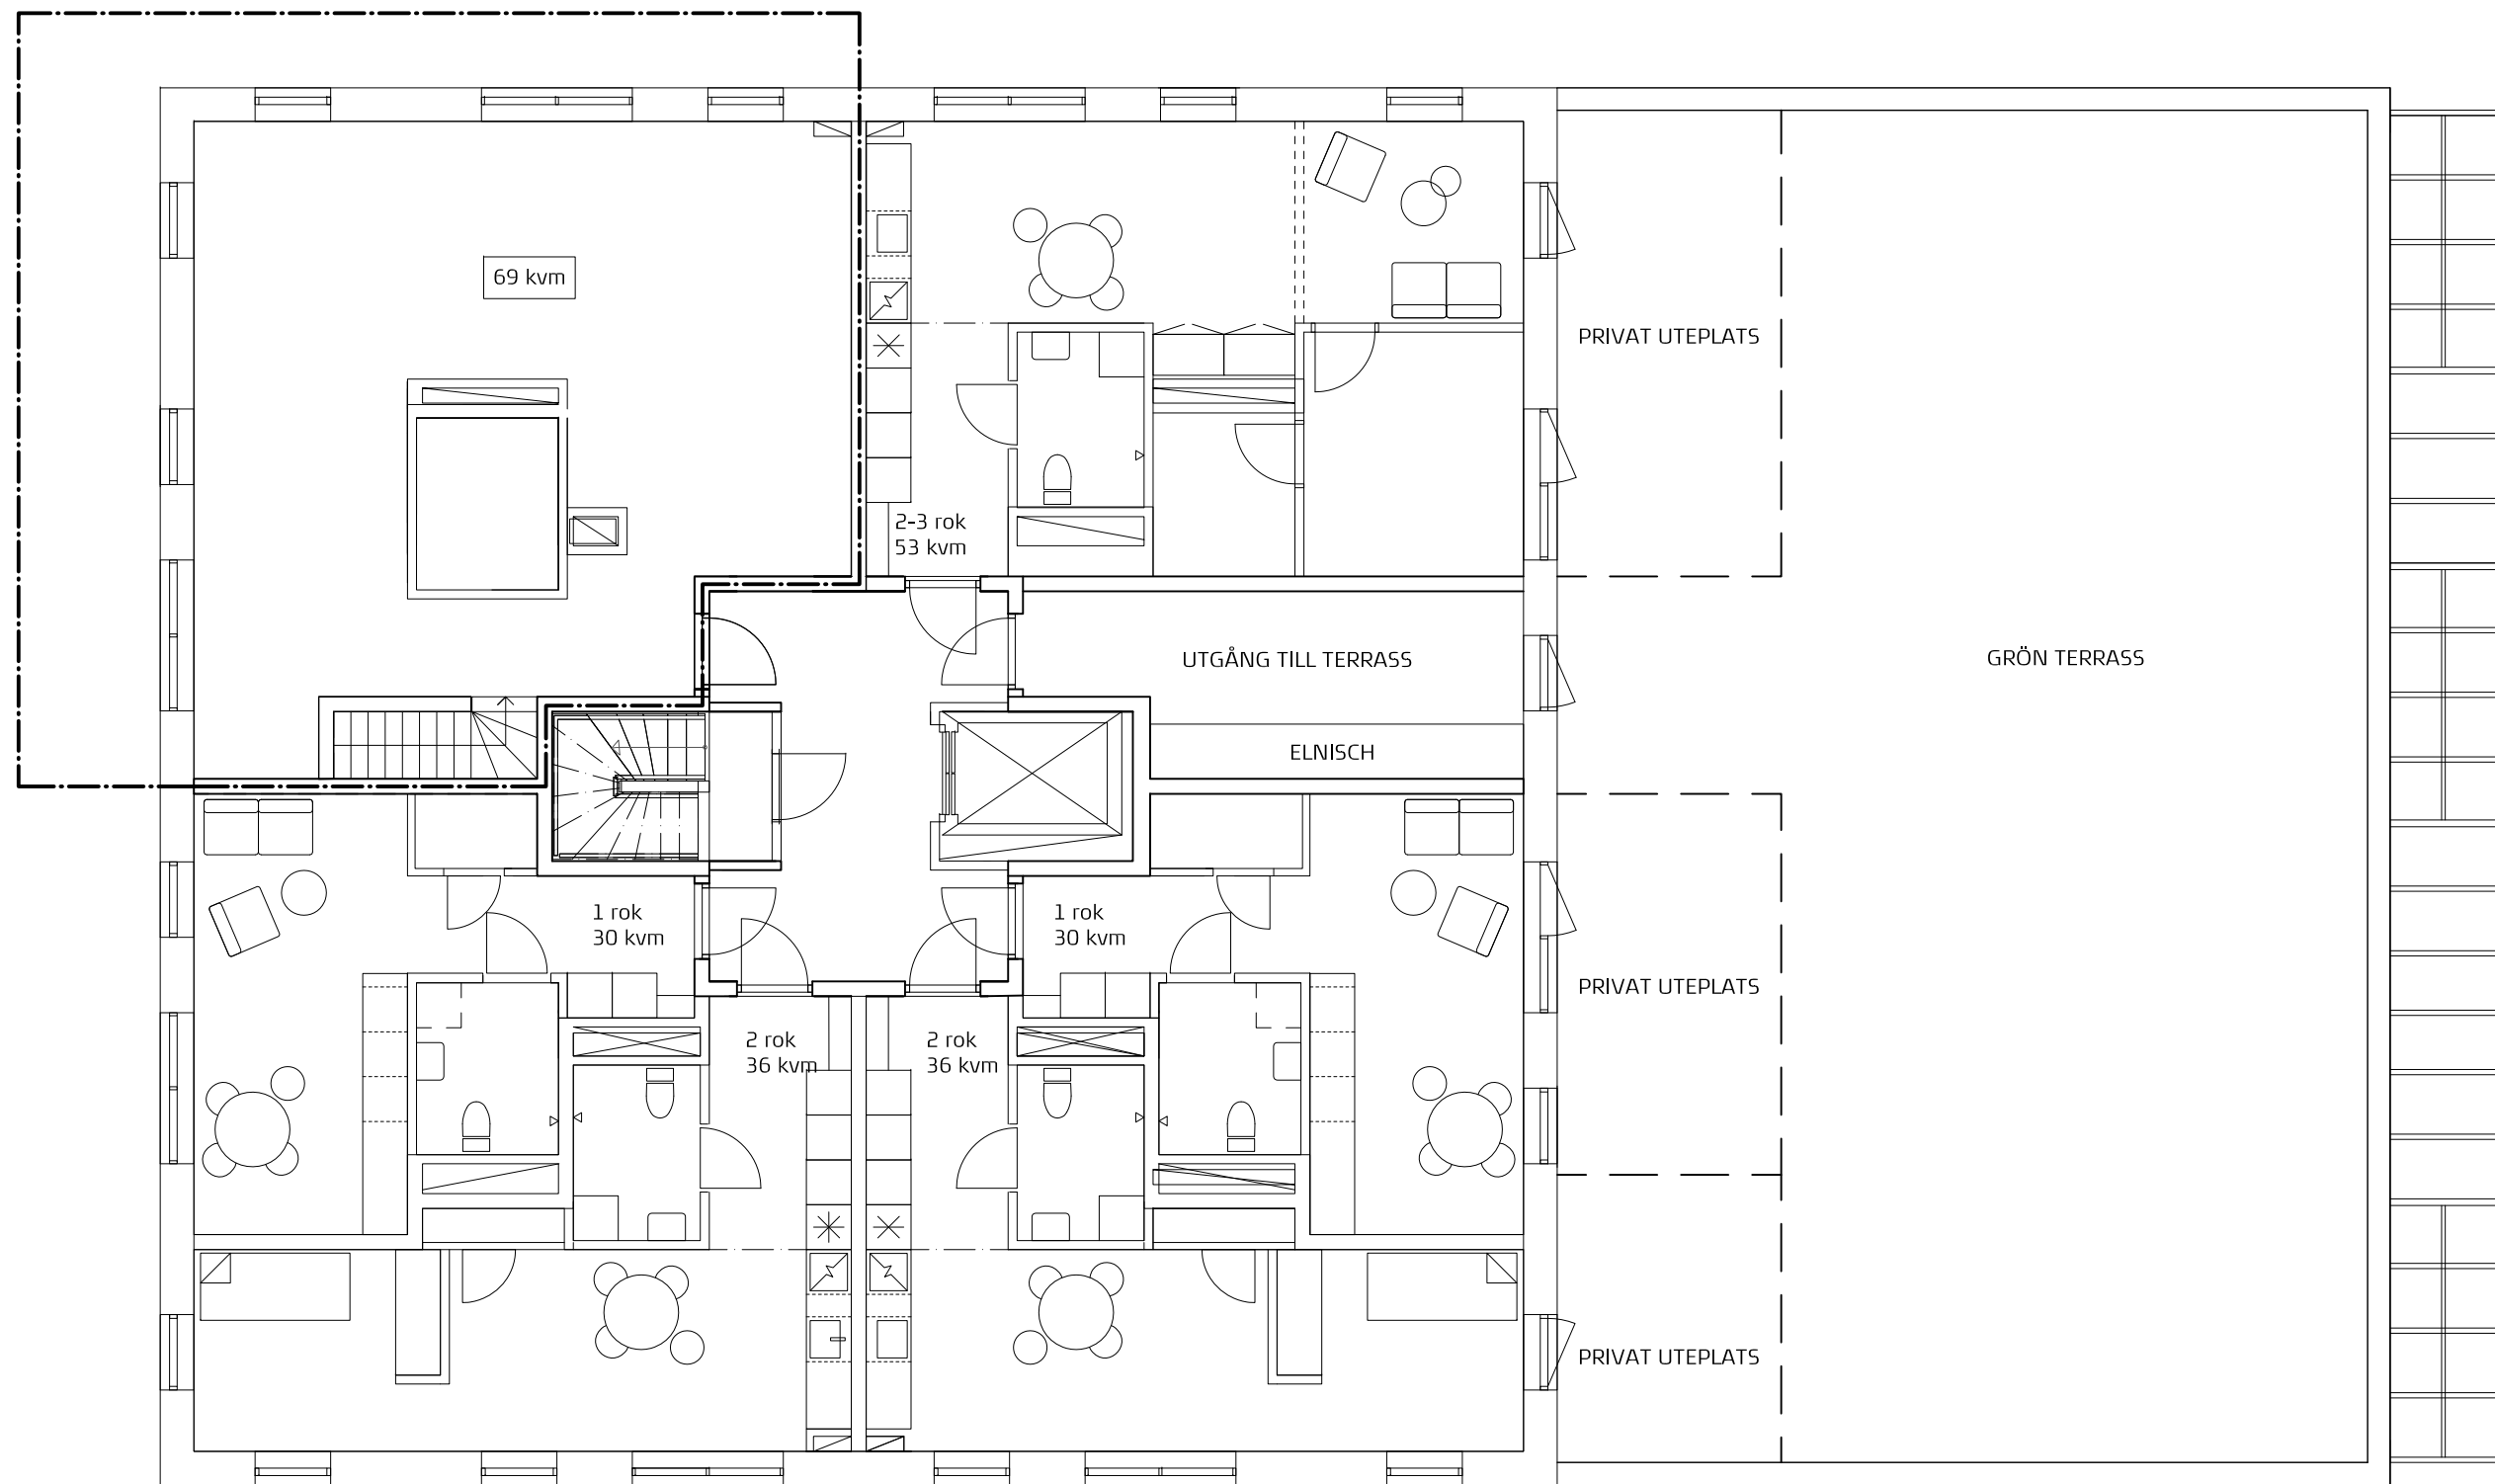 69 kvm
PRIVAT UTEPLATS
2-3 rok
53 kvm
UTGÅNG TILL TERRASS
GRÖN TERRASS
ELNISCH
1 rok
30 kvm
1 rok
30 kvm
PRIVAT UTEPLATS
2 rok
36 kvm
2 rok
36 kvm
PRIVAT UTEPLATS